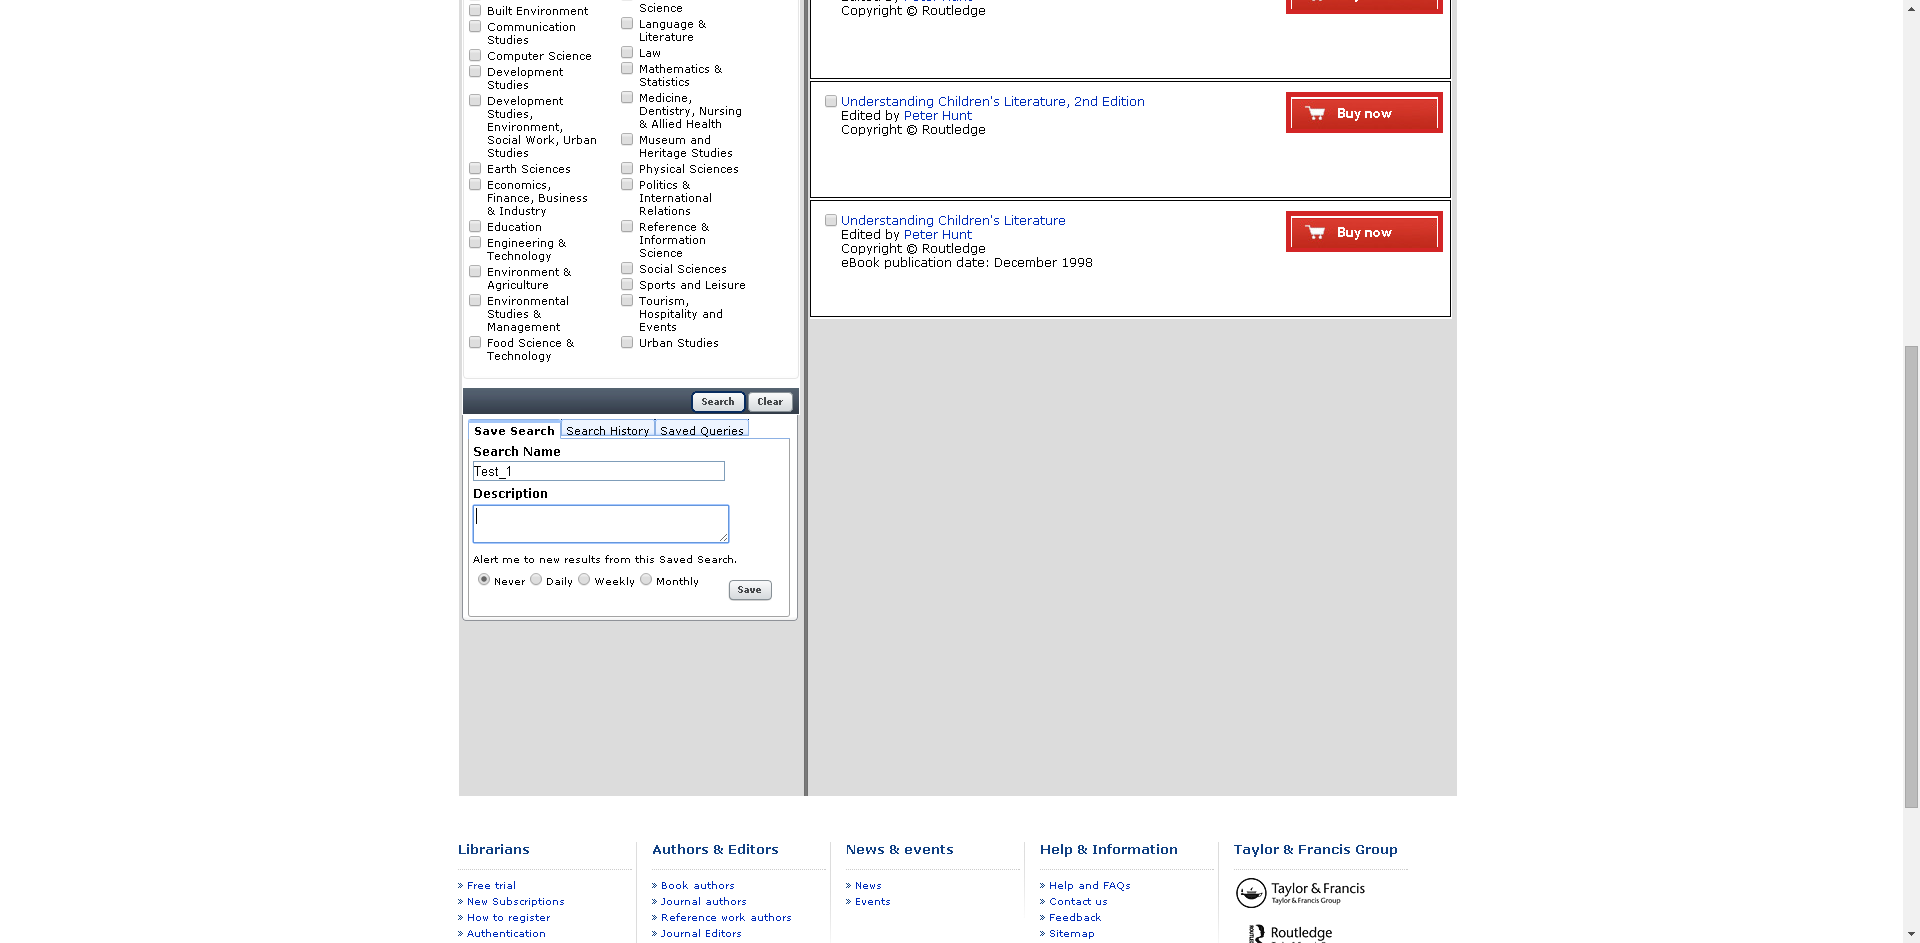 Built Environment
Communication
Studies
Computer Science
Development
Studies
Development
Studies,
Environment,
Social Work, Urban
Studies
Earth Sciences
Economics,
Finance, Business
& Industry
Education
Engineering &
Technology
Environment &
Agriculture
Environmental
Studies &
Management
Food Science &
Technology
Science
Language &
Literature
Law
Mathematics &
Statistics
Medicine,
Dentistry, Nursing
& Allied Health
Museum and
Heritage Studies
Physical Sciences
Politics &
International
Relations
Reference &
Information
Science
Social Sciences
Sports and Leisure
Tourism,
Hospitality and
Events
Urban Studies
Search Clear
Save Search Search History Saved Queries
Search Name
Test_1
Description
Alert me to new results from this Saved Search.
Never Daily Weekly Monthly
Save
Copyright © Routledge
Understanding Children's Literature, 2nd Edition
Edited by Peter Hunt
Copyright © Routledge
Buy now
Understanding Children's Literature
Edited by Peter Hunt
Copyright © Routledge
eBook publication date: December 1998
Buy now
Librarians
» Free trial
» New Subscriptions
» How to register
» Authentication
Authors & Editors
» Book authors
» Journal authors
» Reference work authors
» Journal Editors
News & events
» News
» Events
Help & Information
» Help and FAQs
» Contact us
» Feedback
» Sitemap
Taylor & Francis Group
Taylor & Francis
Taylor & Francis Group
Routledge